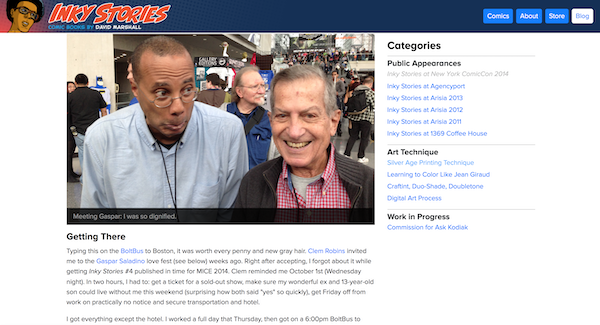 INKY STORIES
COMIC BOOKS BY DAVID MARSHALL
Comics
About
Store
Blog
Meeting Gaspar: I was so dignified.
Getting There
Typing this on the BoltBus to Boston, it was worth every penny and new gray hair. Clem Robins invited
me to the Gaspar Saladino love fest (see below) weeks ago. Right after accepting, I forgot about it while
getting Inky Stories #4 published in time for MICE 2014. Clem reminded me October 1st (Wednesday
night). In two hours, I had to: get a ticket for a sold-out show, make sure my wonderful ex and 13-year-old
son could live without me this weekend (surprising how both said "yes" so quickly), get Friday off from
work on practically no notice and secure transportation and hotel.
I got everything except the hotel. I worked a full day that Thursday, then got on a 6:00pm BoltBus to
Categories
Public Appearances
Inky Stories at New York ComicCon 2014
Inky Stories at Agencyport
Inky Stories at Arisia 2013
Inky Stories at Arisia 2012
Inky Stories at Arisia 2011
Inky Stories at 1369 Coffee House
Art Technique
Silver Age Printing Technique
Learning to Color Like Jean Giraud
Craftint, Duo-Shade, Doubletone
Digital Art Process
Work in Progress
Commission for Ask Kodiak